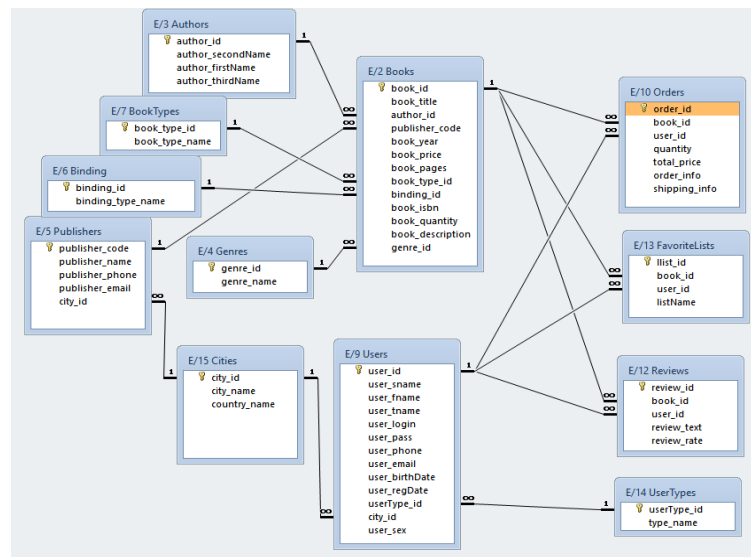 E/3 Authors
author_id
author_secondName
author_firstName
author_thirdName
E/7 BookTypes
book_type_id
book_type_name
E/6 Binding
binding_id
binding_type_name
E/5 Publishers
publisher_code
publisher_name
publisher_phone
publisher_email
city_id
E/4 Genres
genre_id
genre_name
E/15 Cities
city_id
city_name
country_name
E/2 Books
book_id
book_title
author_id
publisher_code
book_year
book_price
book_pages
book_type_id
binding_id
book_isbn
book_quantity
book_description
genre_id
E/9 Users
user_id
user_sname
user_fname
user_tname
user_login
user_pass
user_phone
user_email
user_birthDate
user_regDate
userType_id
city_id
user_sex
E/10 Orders
order_id
book_id
user_id
quantity
total_price
order_info
shipping_info
E/13 FavoriteLists
llist_id
book_id
user_id
listName
E/12 Reviews
review_id
book_id
user_id
review_text
review_rate
E/14 UserTypes
userType_id
type_name
1
∞
1
∞
1
∞
1
∞
1
∞
1
∞
1
∞
1
∞
∞
∞
1
∞
∞
∞
∞
1